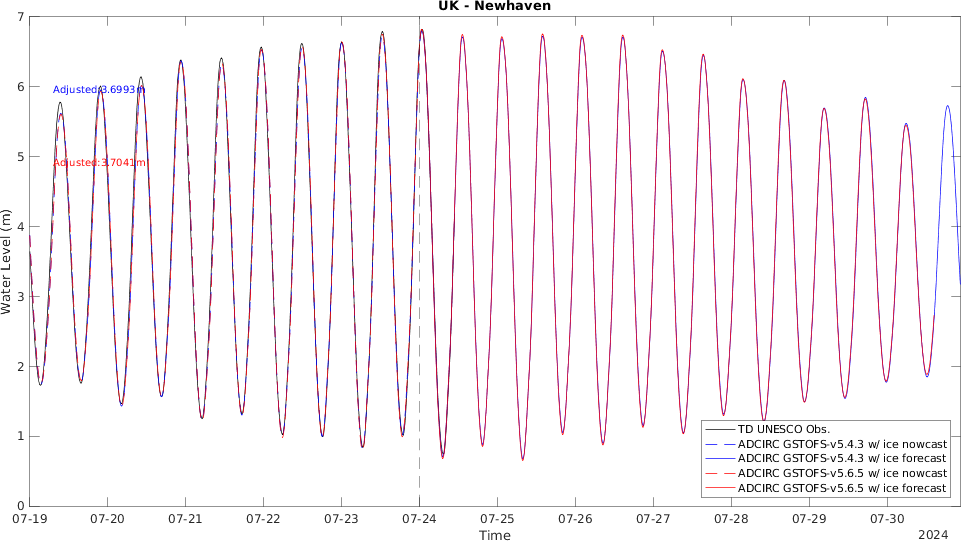 UK - Newhaven
7
6
5
4
3
2
1
0
Water Level (m)
Adjusted:3.6993m
Adjusted:3.7041m
TD UNESCO Obs.
ADCIRC GSTOFS-v5.4.3 w/ ice nowcast
ADCIRC GSTOFS-v5.4.3 w/ ice forecast
ADCIRC GSTOFS-v5.6.5 w/ ice nowcast
ADCIRC GSTOFS-v5.6.5 w/ ice forecast
07-19 07-20 07-21 07-22 07-23 07-24 07-25 07-26 07-27 07-28 07-29 07-30
Time
2024